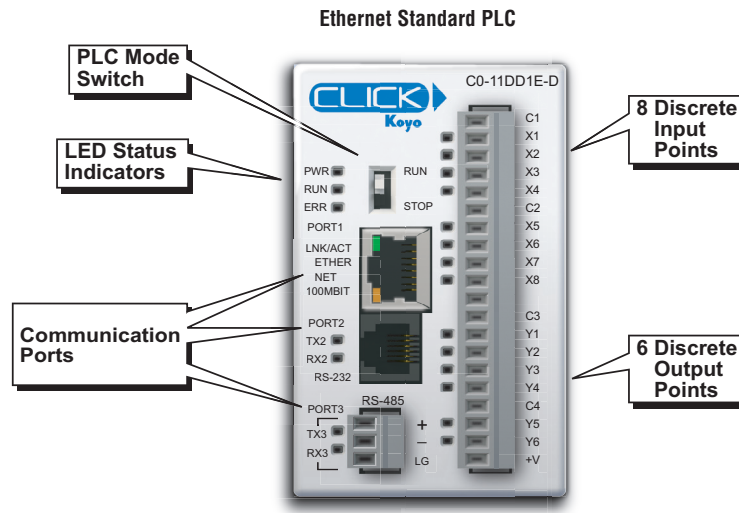 Ethernet Standard PLC
PLC Mode
Switch
LED Status
Indicators
Communication
Ports
CLICK
Koyo
C0-11DD1E-D
PWR
RUN
ERR
RUN
STOP
PORT1
LNK/ACT
ETHER
NET
100MBIT
PORT2
TX2
RX2
RS-232
PORT3
RS-485
TX3
RX3
+
–
LG
C1
X1
X2
X3
X4
C2
X5
X6
X7
X8
C3
Y1
Y2
Y3
Y4
C4
Y5
Y6
+V
8 Discrete
Input
Points
6 Discrete
Output
Points